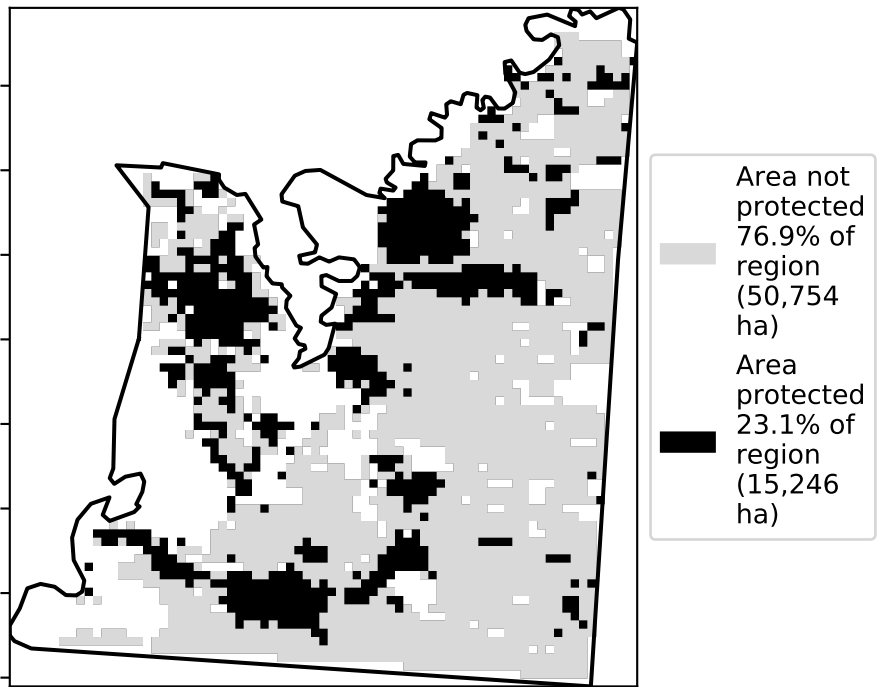 Area not
protected
76.9% of
region
(50,754
ha)
Area
protected
23.1% of
region
(15,246
ha)